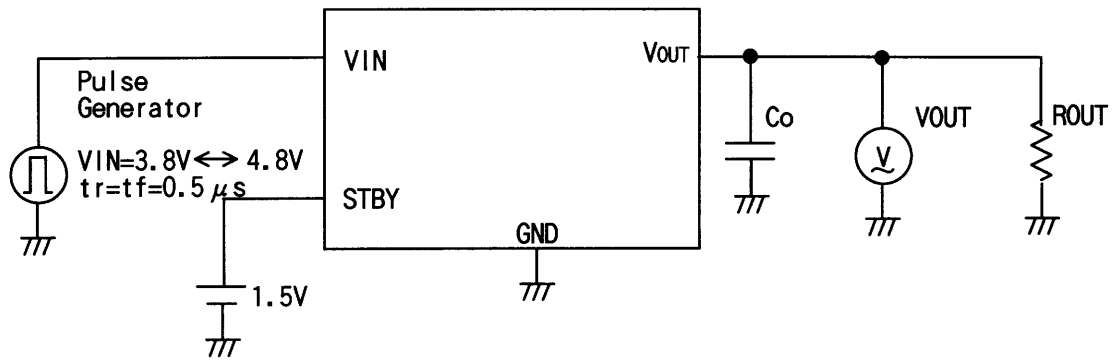 VIN
VOUT
Pulse
Generator
VIN=3.8V↔4.8V
tr=tf=0.5μs
Co
VOUT
ROUT
V
STBY
GND
1.5V